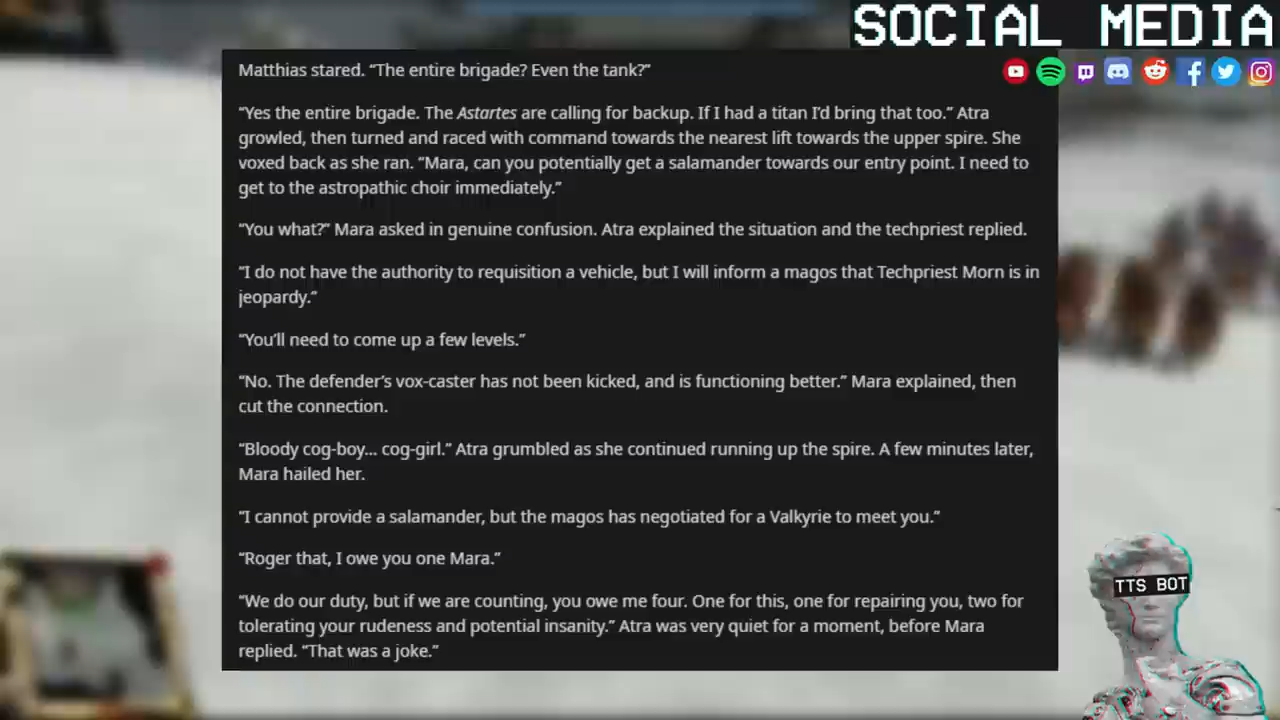 SOCIAL MEDIA
Matthias stared. “The entire brigade? Even the tank?”
“Yes the entire brigade. The Astartes are calling for backup. If I had a titan I’d bring that too.” Atra
growled, then turned and raced with command towards the nearest lift towards the upper spire. She
voxed back as she ran. “Mara, can you potentially get a salamander towards our entry point. I need to
get to the astropathic choir immediately.”
“You what?” Mara asked in genuine confusion. Atra explained the situation and the techpriest replied.
“I do not have the authority to requisition a vehicle, but I will inform a magos that Techpriest Morn is in
jeopardy.”
“You’ll need to come up a few levels.”
“No. The defender’s vox-caster has not been kicked, and is functioning better.” Mara explained, then
cut the connection.
“Bloody cog-boy… cog-girl.” Atra grumbled as she continued running up the spire. A few minutes later,
Mara hailed her.
“I cannot provide a salamander, but the magos has negotiated for a Valkyrie to meet you.”
“Roger that, I owe you one Mara.”
“We do our duty, but if we are counting, you owe me four. One for this, one for repairing you, two for
tolerating your rudeness and potential insanity.” Atra was very quiet for a moment, before Mara
replied. “That was a joke.”
TTS BOT